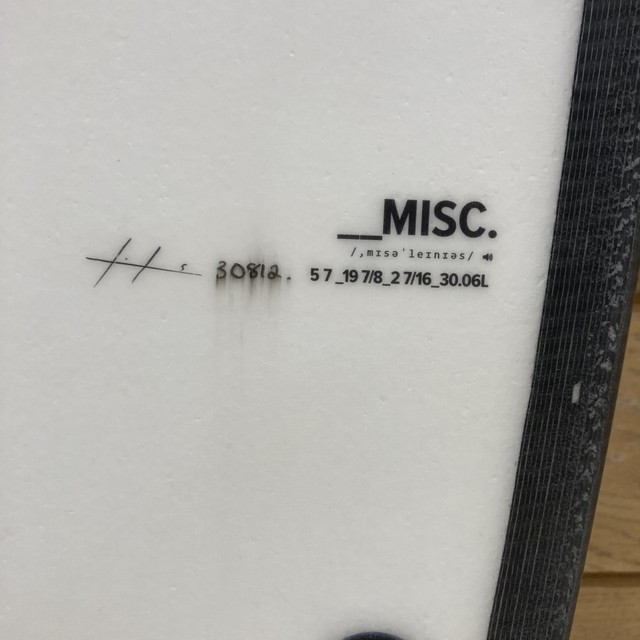 __MISC.
/ˌmɪsəˈleɪnɪəs/
30812.
5 7_19 7/8_2 7/16_30.06L